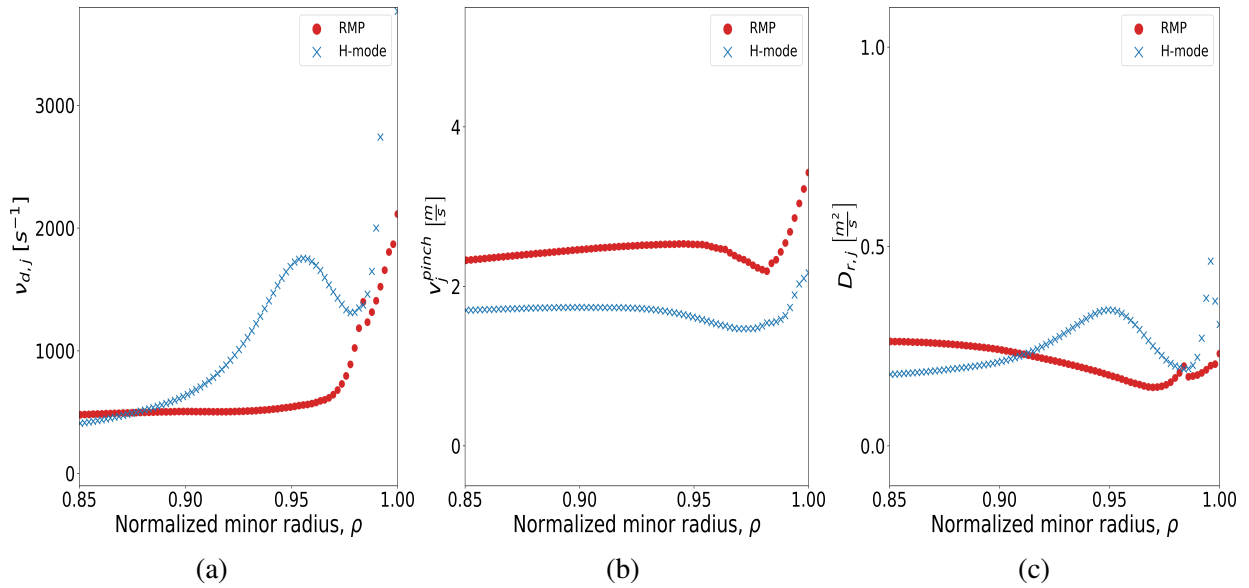 RMP
H-mode
3000
2000
1000
0
ν_{d,j} [s^{-1}]
0.85 0.90 0.95 1.00
Normalized minor radius, ρ
(a)
RMP
H-mode
4
2
0
v_j^{pinch} [\frac{m}{s}]
0.85 0.90 0.95 1.00
Normalized minor radius, ρ
(b)
RMP
H-mode
1.0
0.5
0.0
D_{r,j} [\frac{m^2}{s}]
0.85 0.90 0.95 1.00
Normalized minor radius, ρ
(c)